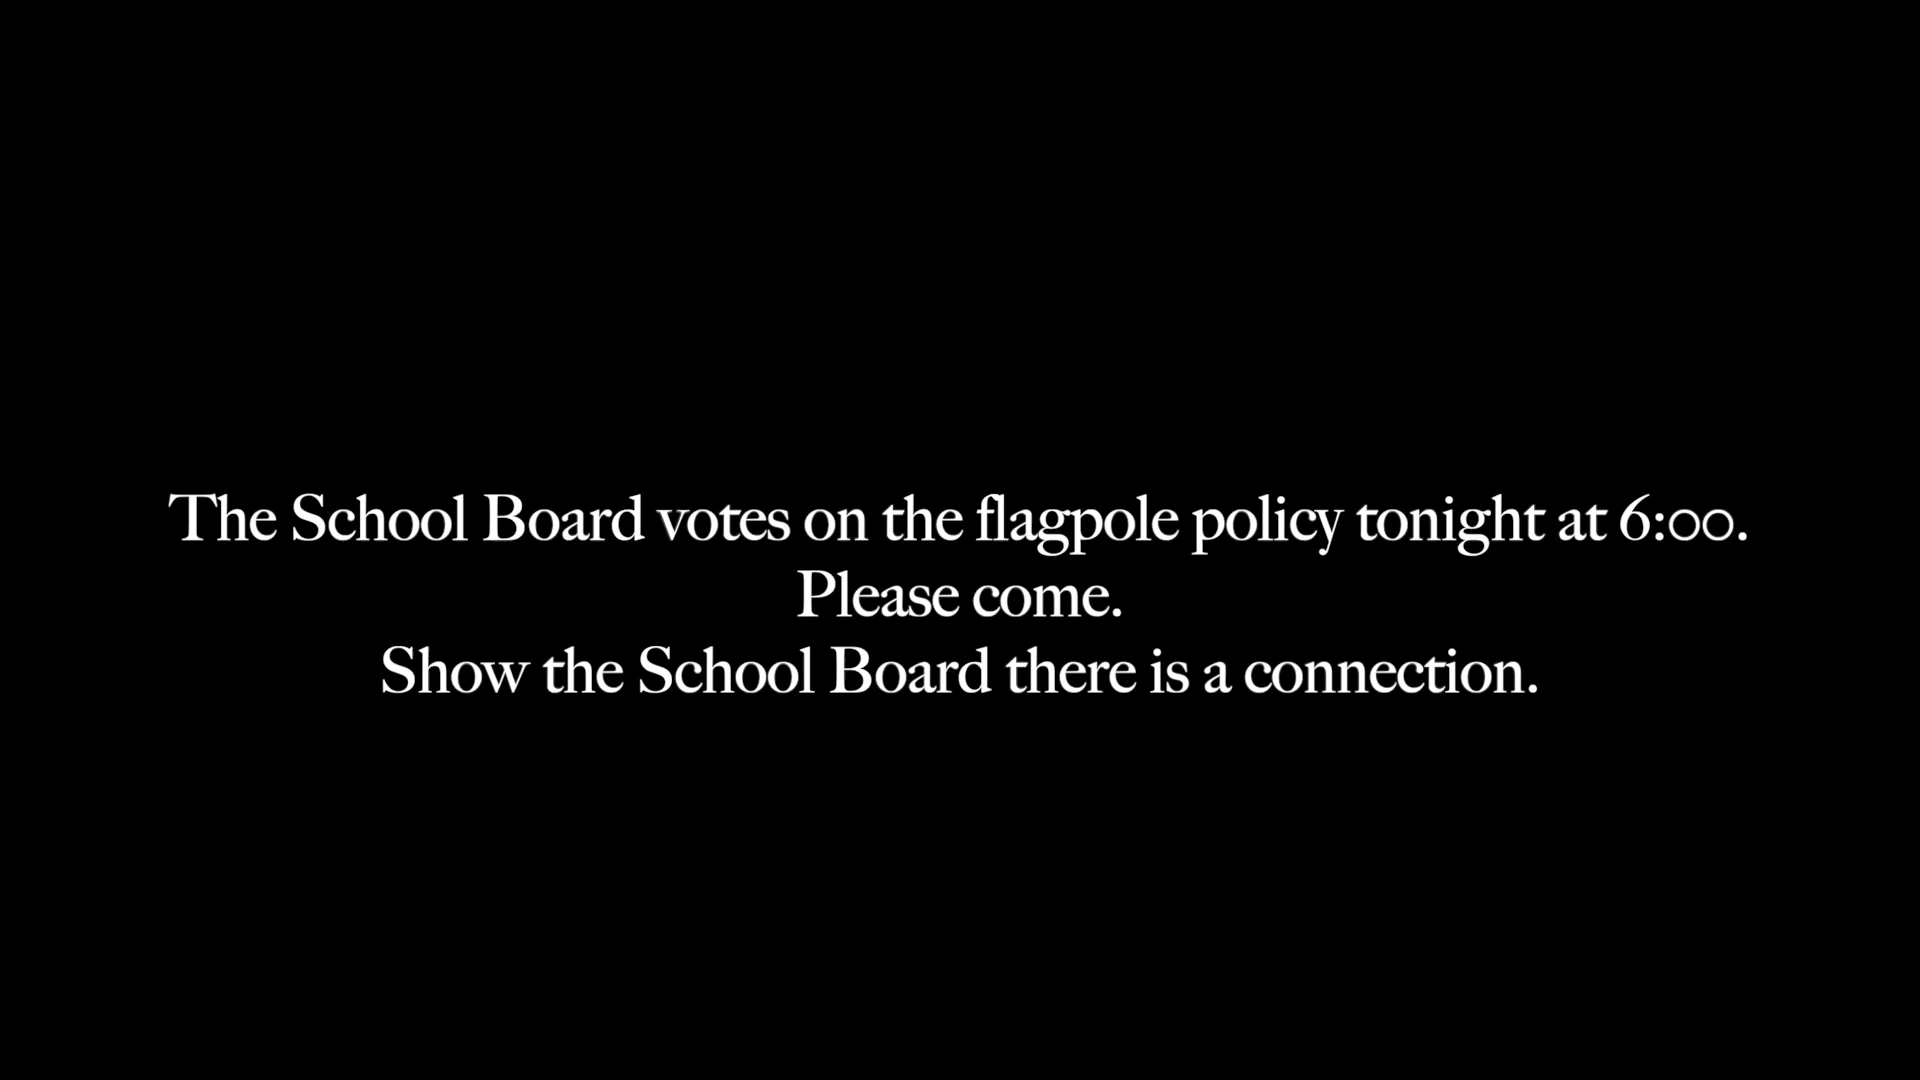 The School Board votes on the flagpole policy tonight at 6:00.
Please come.
Show the School Board there is a connection.